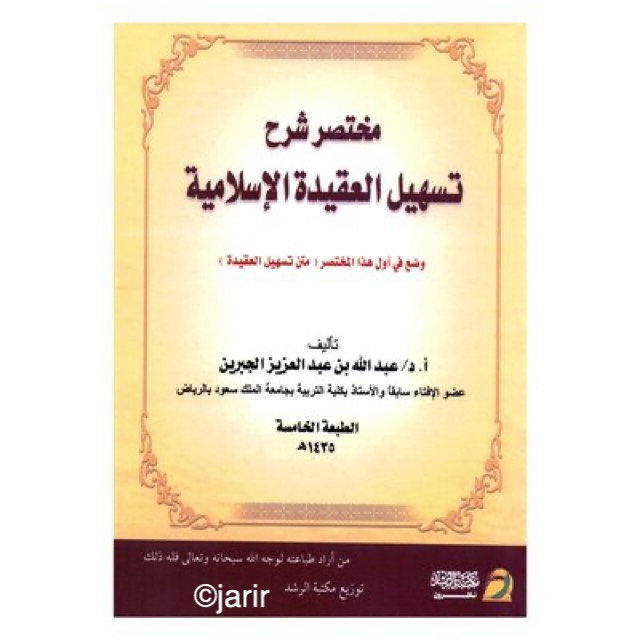 مختصر شرح
تسهيل العقيدة الإسلامية
وضع في أول هذا المختصر ( متن تسهيل العقيدة )
تأليف
أ. د/ عبد الله بن عبد العزيز الجبرين
عضو الإفتاء سابقاً والأستاذ بكلية التربية بجامعة الملك سعود بالرياض
الطبعة الخامسة
١٤٣٥هـ
من أراد طباعته لوجه الله سبحانه وتعالى فله ذلك
توزيع مكتبة الرشد
مكتبة الرشد
ناشرون
©jarir